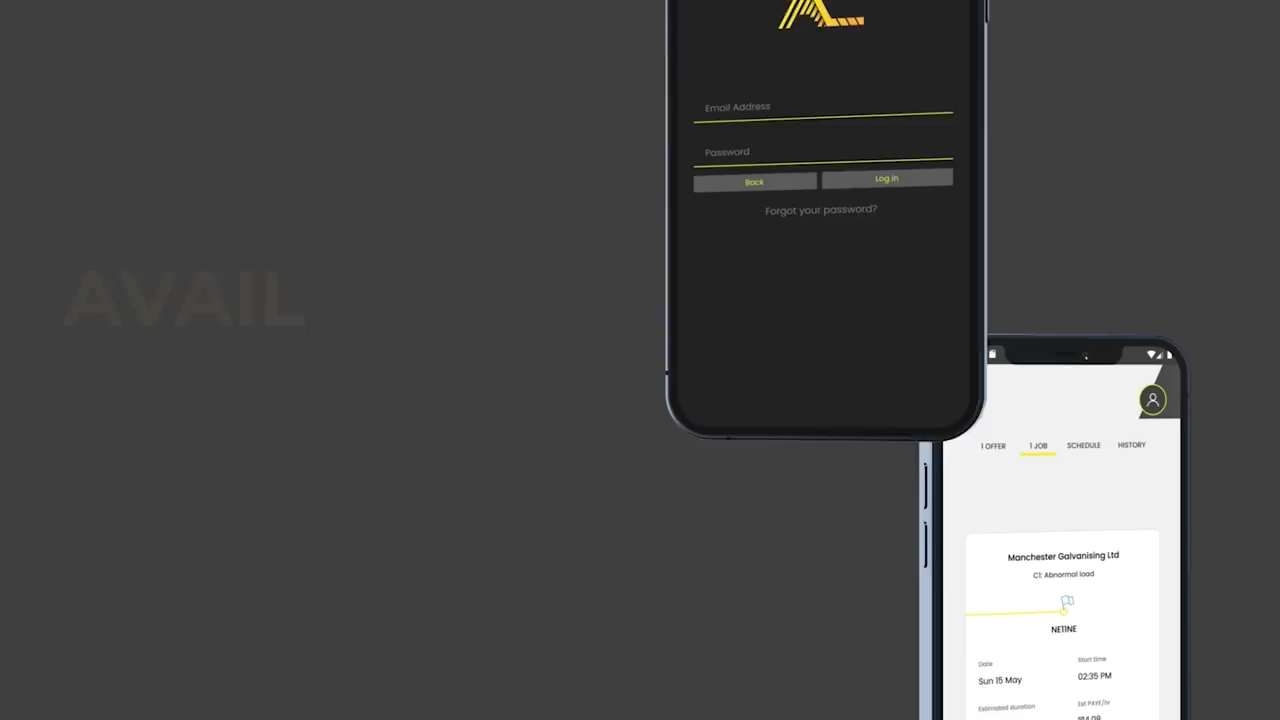 Email Address
Password
Back
Log in
Forgot your password?
AVAIL
1 OFFER
1 JOB
SCHEDULE
HISTORY
Manchester Galvanising Ltd
C1: Abnormal load
NE11NE
Date
Start time
Sun 15 May
02:35 PM
Estimated duration
Est PAYE/hr